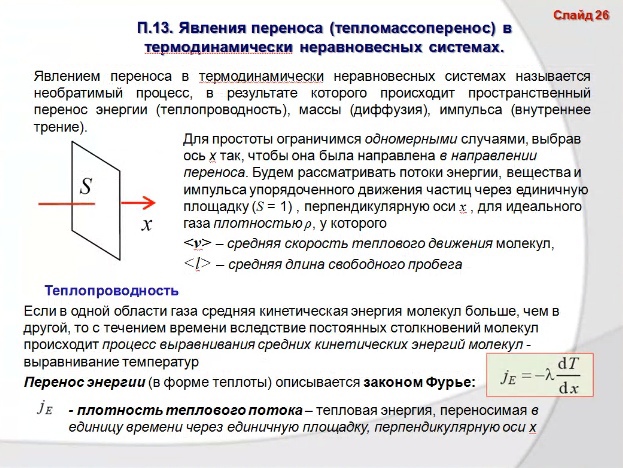 Слайд 26
П.13. Явления переноса (тепломассоперенос) в
термодинамически неравновесных системах.
Явлением переноса в термодинамически неравновесных системах называется
необратимый процесс, в результате которого происходит пространственный
перенос энергии (теплопроводность), массы (диффузия), импульса (внутреннее
трение).
Для простоты ограничимся одномерными случаями, выбрав
ось x так, чтобы она была направлена в направлении
переноса. Будем рассматривать потоки энергии, вещества и
импульса упорядоченного движения частиц через единичную
площадку (S = 1) , перпендикулярную оси x , для идеального
газа плотностью ρ, у которого
<v> – средняя скорость теплового движения молекул,
<l> – средняя длина свободного пробега
S
x
Теплопроводность
Если в одной области газа средняя кинетическая энергия молекул больше, чем в
другой, то с течением времени вследствие постоянных столкновений молекул
происходит процесс выравнивания средних кинетических энергий молекул -
выравнивание температур
Перенос энергии (в форме теплоты) описывается законом Фурье:
jE = −λ dT/dx
jE - плотность теплового потока – тепловая энергия, переносимая в
единицу времени через единичную площадку, перпендикулярную оси x